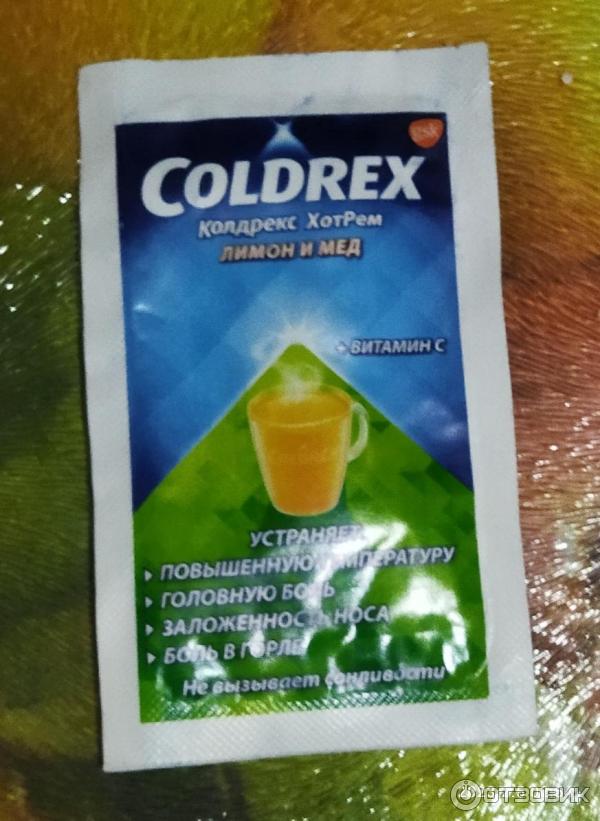 gsk
COLDREX
Колдрекс ХотРем
ЛИМОН И МЕД
+ ВИТАМИН С
УСТРАНЯЕТ
ПОВЫШЕННУЮ ТЕМПЕРАТУРУ
ГОЛОВНУЮ БОЛЬ
ЗАЛОЖЕННОСТЬ НОСА
БОЛЬ В ГОРЛЕ
Не вызывает сонливости
ОТЗОВИК